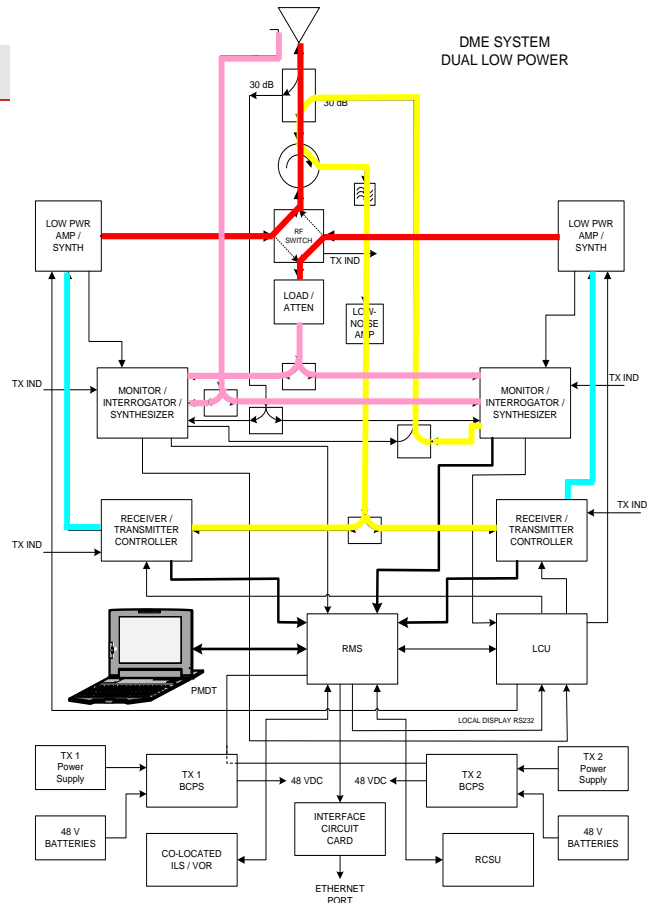 DME SYSTEM
DUAL LOW POWER
30 dB
30 dB
LOW PWR
AMP /
SYNTH
RF
SWITCH
LOW PWR
AMP /
SYNTH
TX IND
LOAD /
ATTEN
LOW-
NOISE
AMP
TX IND
MONITOR /
INTERROGATOR /
SYNTHESIZER
MONITOR /
INTERROGATOR /
SYNTHESIZER
TX IND
RECEIVER /
TRANSMITTER
CONTROLLER
RECEIVER /
TRANSMITTER
CONTROLLER
TX IND
TX IND
RMS
LCU
PMDT
LOCAL DISPLAY RS232
TX 1
Power
Supply
TX 1
BCPS
48 VDC
48 VDC
TX 2
BCPS
TX 2
Power
Supply
48 V
BATTERIES
INTERFACE
CIRCUIT
CARD
48 V
BATTERIES
CO-LOCATED
ILS / VOR
RCSU
ETHERNET
PORT